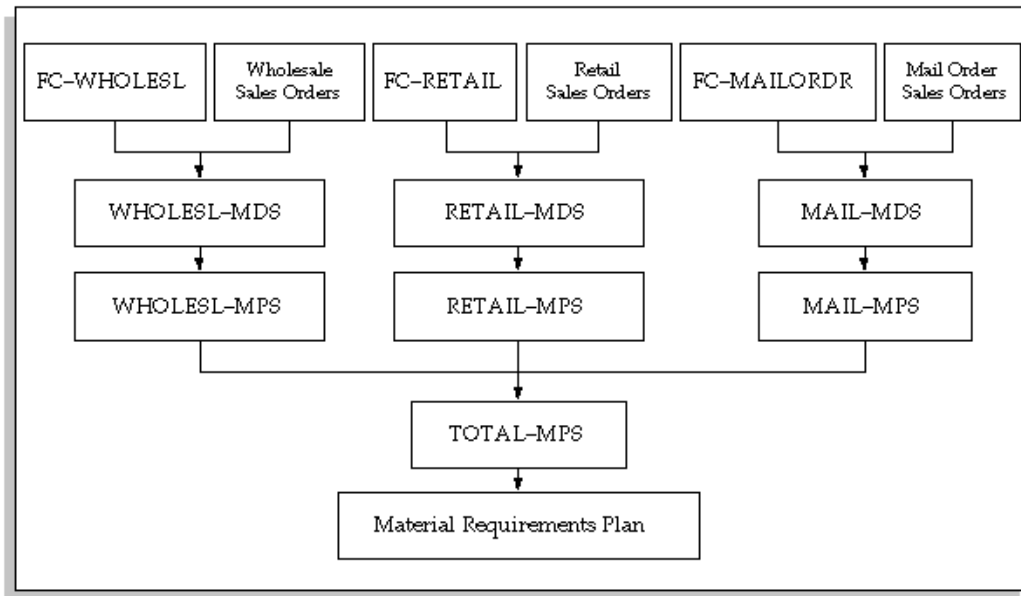 FC–WHOLESL
Wholesale
Sales Orders
FC–RETAIL
Retail
Sales Orders
FC–MAILORDR
Mail Order
Sales Orders
WHOLESL–MDS
RETAIL–MDS
MAIL–MDS
WHOLESL–MPS
RETAIL–MPS
MAIL–MPS
TOTAL–MPS
Material Requirements Plan